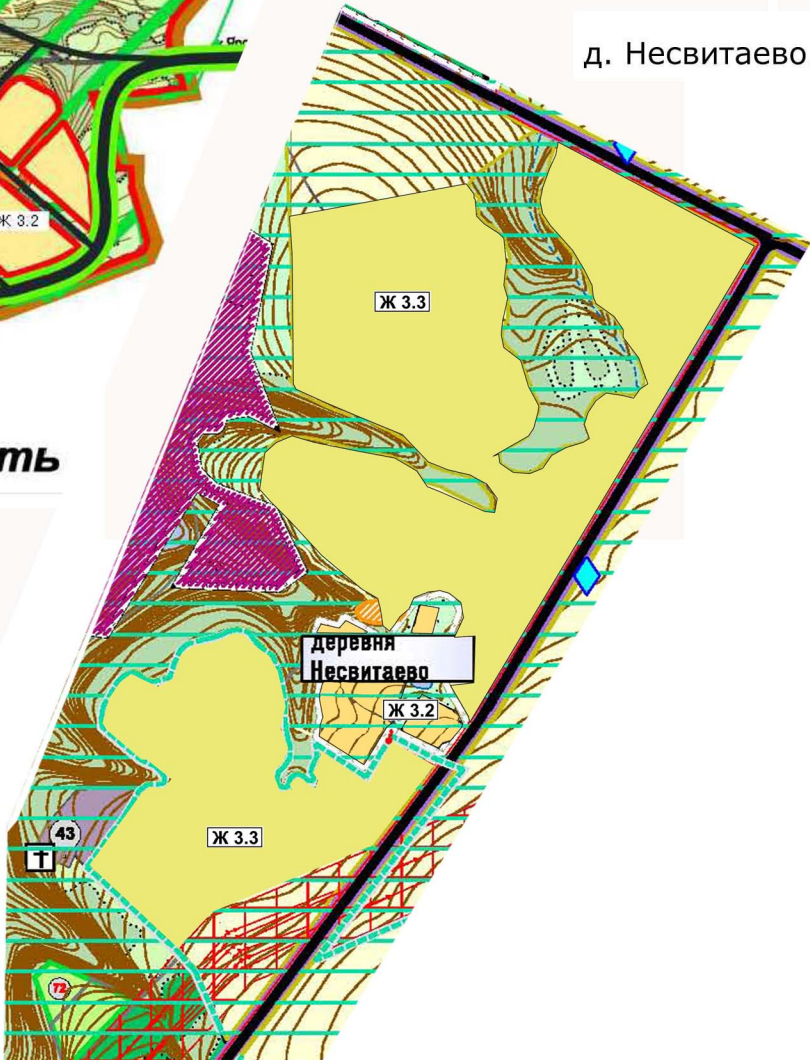 д. Несвитаево
Ж 3.2
Ж 3.3
ть
деревня
Несвитаево
Ж 3.2
Ж 3.3
43
72